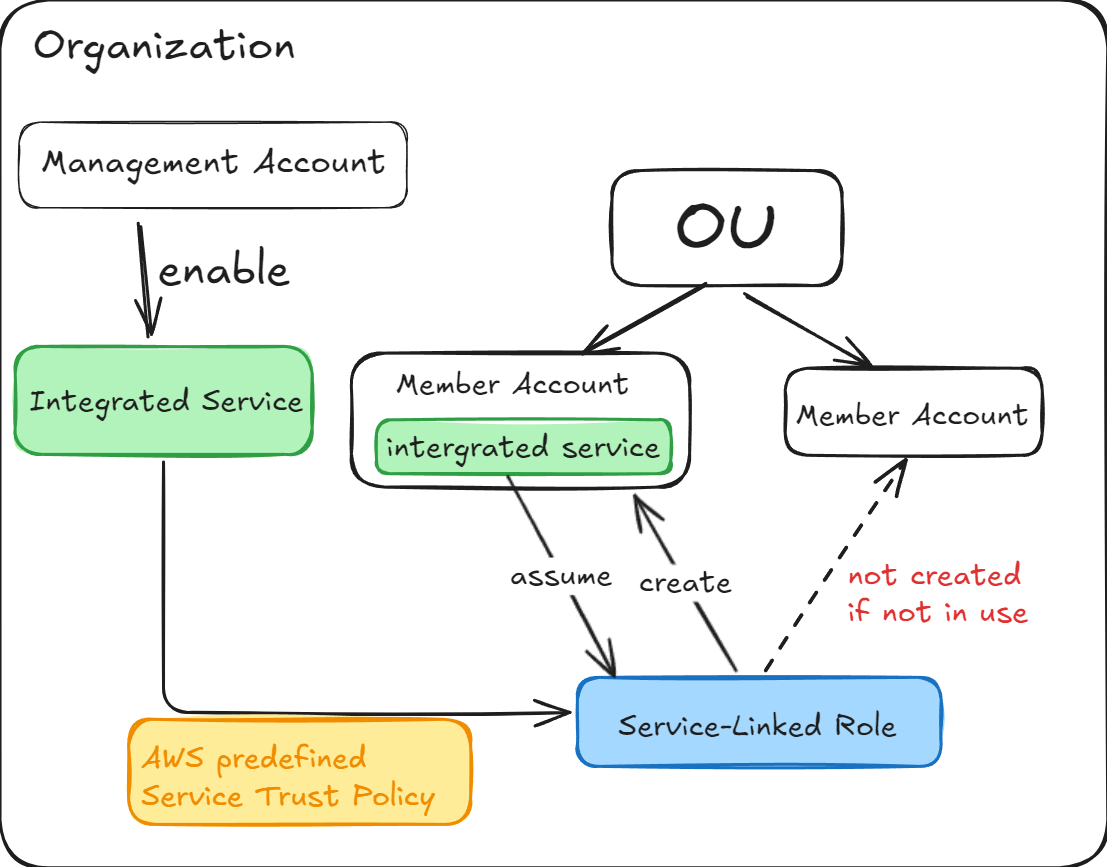 Organization
Management Account
OU
enable
Member Account
Integrated Service
Member Account
intergrated service
assume
create
not created
if not in use
Service-Linked Role
AWS predefined
Service Trust Policy